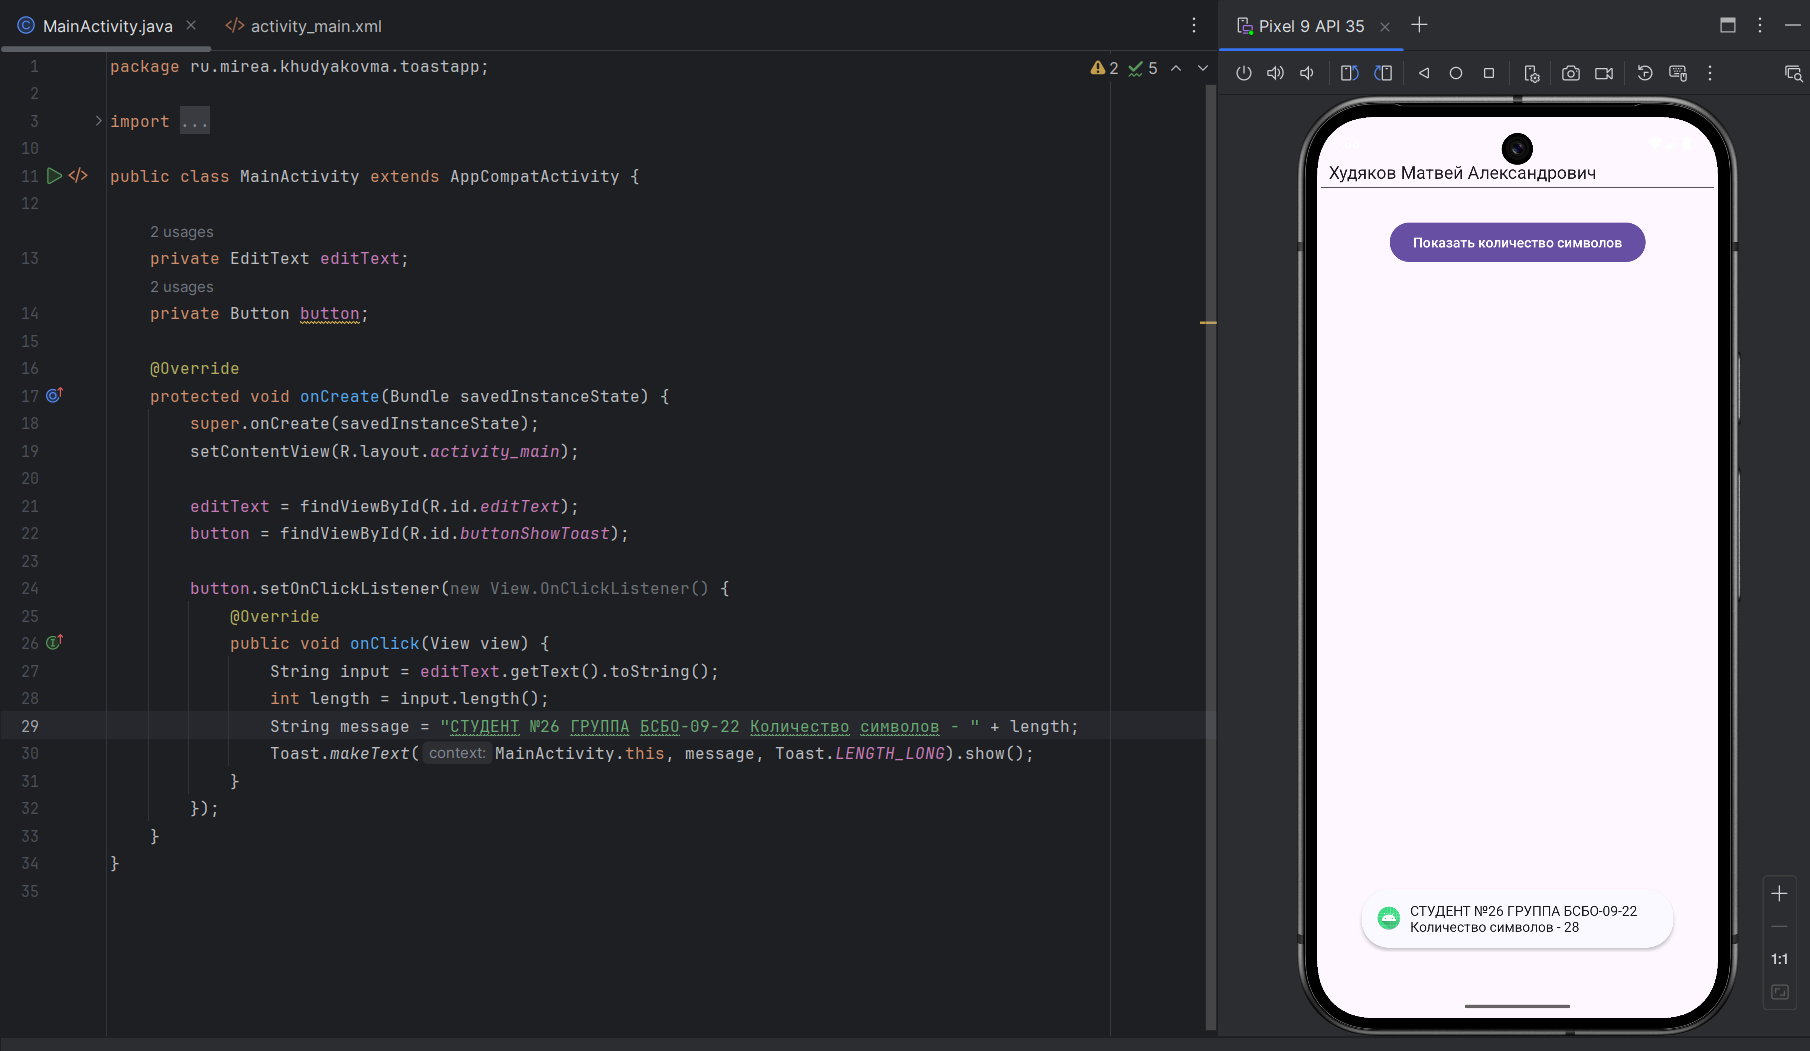 MainActivity.java
activity_main.xml
2 5
1 package ru.mirea.khudyakovma.toastapp;
2
3 import ...
10
11 public class MainActivity extends AppCompatActivity {
12
2 usages
13 private EditText editText;
2 usages
14 private Button button;
15
16 @Override
17 protected void onCreate(Bundle savedInstanceState) {
18 super.onCreate(savedInstanceState);
19 setContentView(R.layout.activity_main);
20
21 editText = findViewById(R.id.editText);
22 button = findViewById(R.id.buttonShowToast);
23
24 button.setOnClickListener(new View.OnClickListener() {
25 @Override
26 public void onClick(View view) {
27 String input = editText.getText().toString();
28 int length = input.length();
29 String message = "СТУДЕНТ №26 ГРУППА БСБО-09-22 Количество символов - " + length;
30 Toast.makeText( context: MainActivity.this, message, Toast.LENGTH_LONG).show();
31 }
32 });
33 }
34 }
35
Pixel 9 API 35
Худяков Матвей Александрович
Показать количество символов
СТУДЕНТ №26 ГРУППА БСБО-09-22
Количество символов - 28
1:1